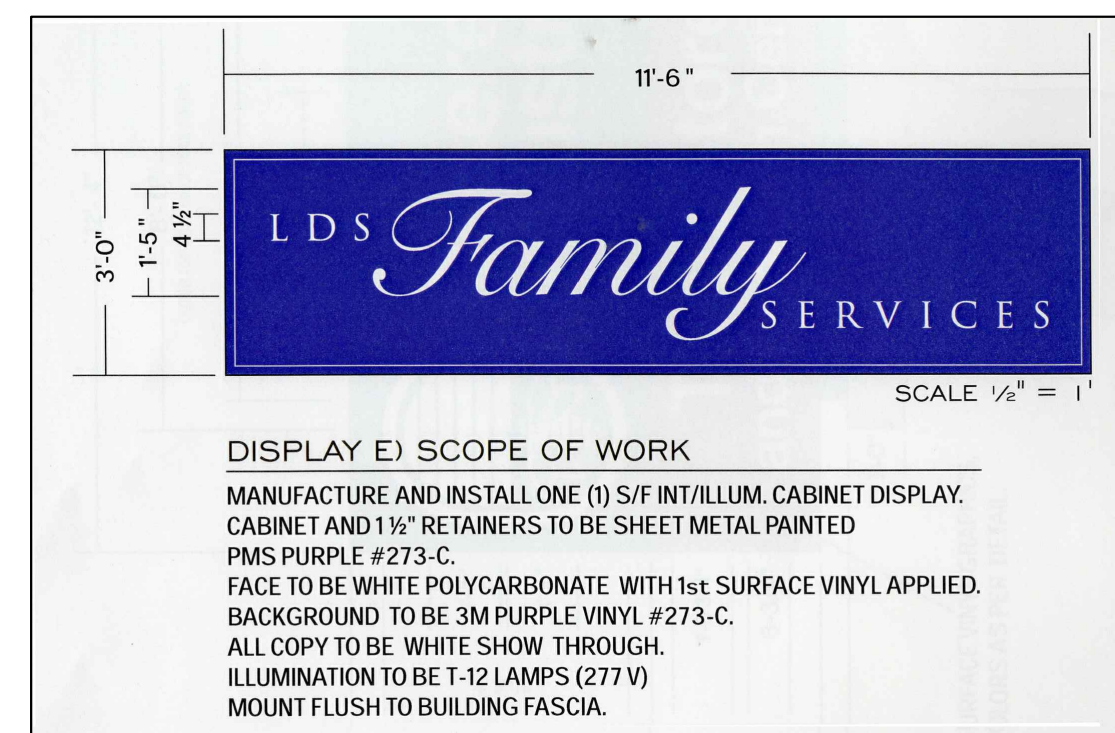 11'-6 "
3'-0"
1'-5 "
4 ½"
LDS Family SERVICES
SCALE ½" = 1'
DISPLAY E) SCOPE OF WORK
MANUFACTURE AND INSTALL ONE (1) S/F INT/ILLUM. CABINET DISPLAY.
CABINET AND 1 ½" RETAINERS TO BE SHEET METAL PAINTED
PMS PURPLE #273-C.
FACE TO BE WHITE POLYCARBONATE WITH 1st SURFACE VINYL APPLIED.
BACKGROUND TO BE 3M PURPLE VINYL #273-C.
ALL COPY TO BE WHITE SHOW THROUGH.
ILLUMINATION TO BE T-12 LAMPS (277 V)
MOUNT FLUSH TO BUILDING FASCIA.